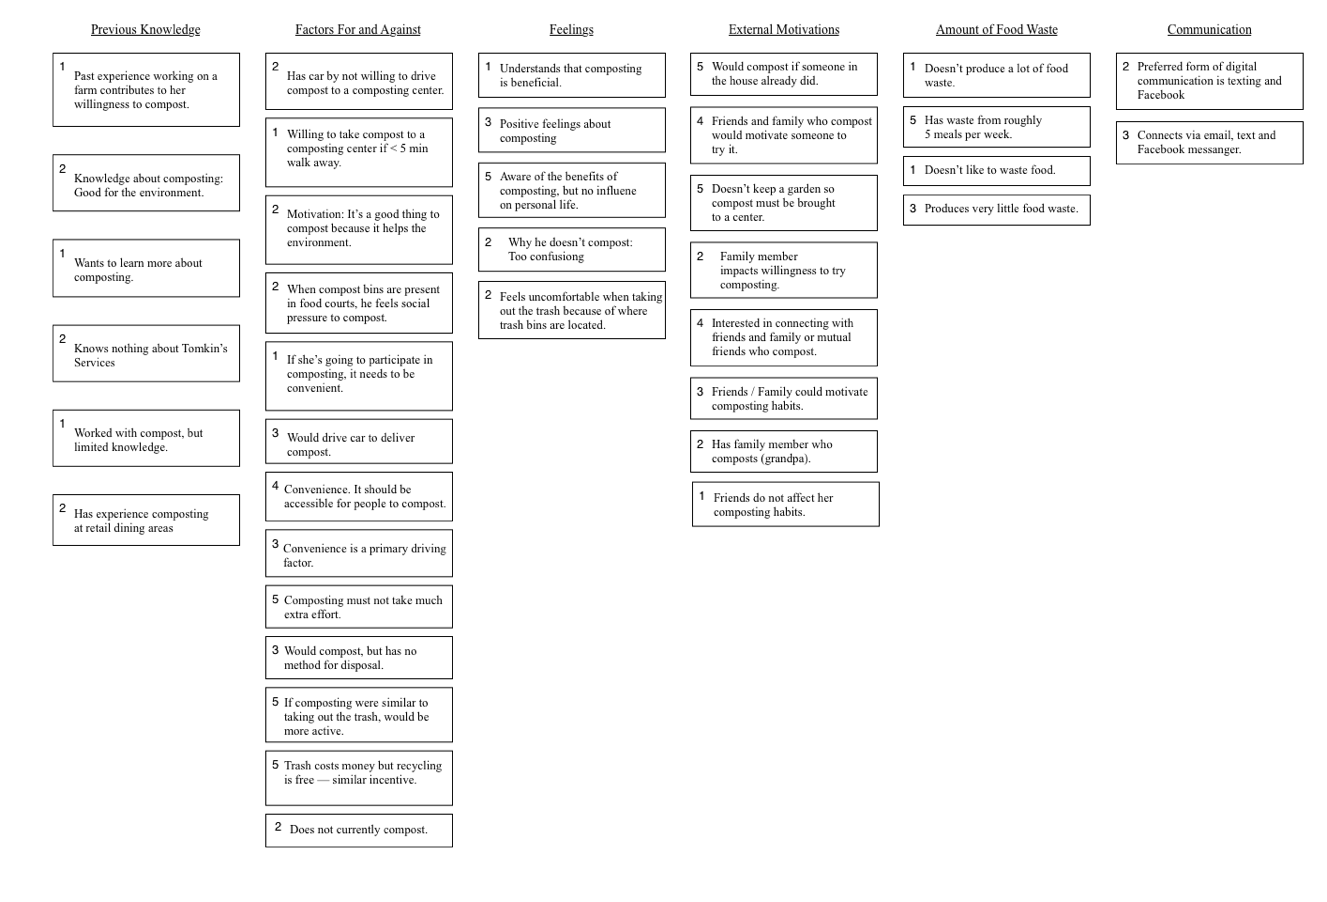 Previous Knowledge
1
Past experience working on a
farm contributes to her
willingness to compost.
2
Knowledge about composting:
Good for the environment.
1
Wants to learn more about
composting.
2
Knows nothing about Tomkin's
Services
1
Worked with compost, but
limited knowledge.
2
Has experience composting
at retail dining areas
Factors For and Against
2
Has car by not willing to drive
compost to a composting center.
1
Willing to take compost to a
composting center if < 5 min
walk away.
2
Motivation: It's a good thing to
compost because it helps the
environment.
2
When compost bins are present
in food courts, he feels social
pressure to compost.
1
If she's going to participate in
composting, it needs to be
convenient.
3
Would drive car to deliver
compost.
4
Convenience. It should be
accessible for people to compost.
3
Convenience is a primary driving
factor.
5 Composting must not take much
extra effort.
3 Would compost, but has no
method for disposal.
5 If composting were similar to
taking out the trash, would be
more active.
5 Trash costs money but recycling
is free — similar incentive.
2 Does not currently compost.
Feelings
1 Understands that composting
is beneficial.
3 Positive feelings about
composting
5 Aware of the benefits of
composting, but no influene
on personal life.
2 Why he doesn't compost:
Too confusiong
2 Feels uncomfortable when taking
out the trash because of where
trash bins are located.
External Motivations
5 Would compost if someone in
the house already did.
4 Friends and family who compost
would motivate someone to
try it.
5 Doesn't keep a garden so
compost must be brought
to a center.
2 Family member
impacts willingness to try
composting.
4 Interested in connecting with
friends and family or mutual
friends who compost.
3 Friends / Family could motivate
composting habits.
2 Has family member who
composts (grandpa).
1 Friends do not affect her
composting habits.
Amount of Food Waste
1 Doesn't produce a lot of food
waste.
5 Has waste from roughly
5 meals per week.
1 Doesn't like to waste food.
3 Produces very little food waste.
Communication
2 Preferred form of digital
communication is texting and
Facebook
3 Connects via email, text and
Facebook messanger.